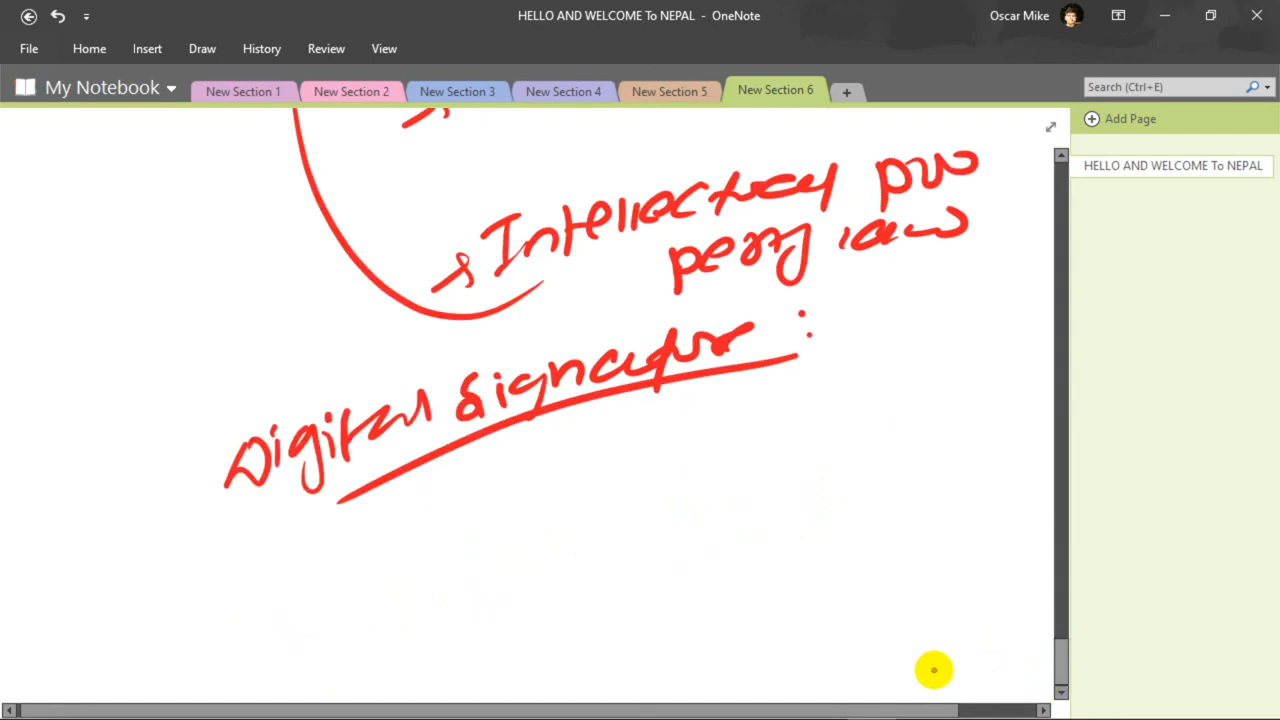 HELLO AND WELCOME To NEPAL - OneNote
Oscar Mike
File Home Insert Draw History Review View
My Notebook
New Section 1 New Section 2 New Section 3 New Section 4 New Section 5 New Section 6
Search (Ctrl+E)
Add Page
HELLO AND WELCOME To NEPAL
Intellectual pro
perty law
Digital Signature :